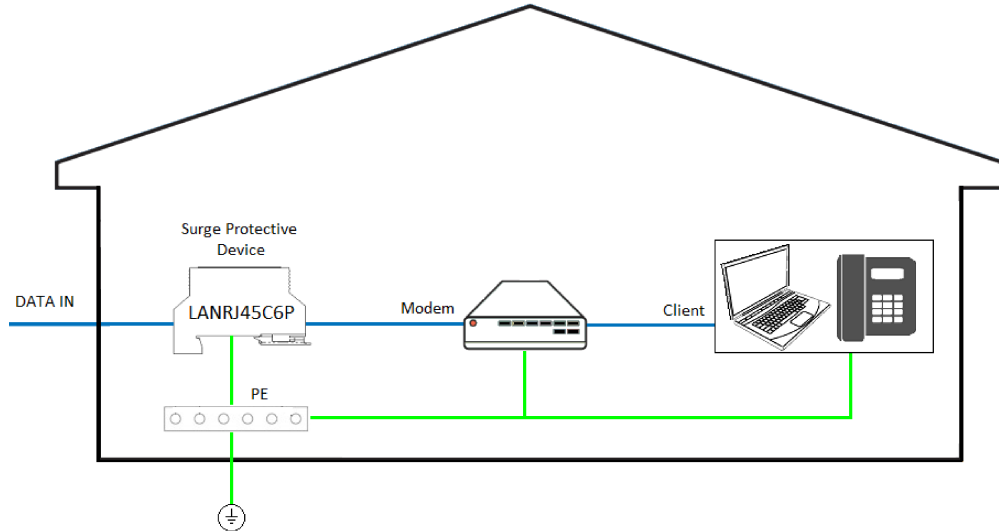 Surge Protective
Device
DATA IN
LANRJ45C6P
Modem
Client
PE